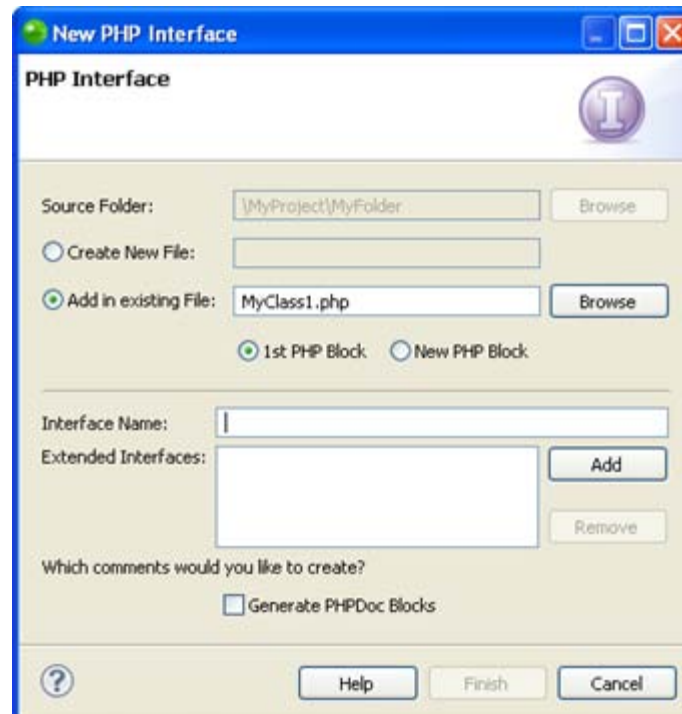 New PHP Interface
PHP Interface
I
Source Folder: \MyProject\MyFolder Browse
Create New File:
Add in existing File: MyClass1.php Browse
1st PHP Block New PHP Block
Interface Name:
Extended Interfaces: Add
Remove
Which comments would you like to create?
Generate PHPDoc Blocks
? Help Finish Cancel